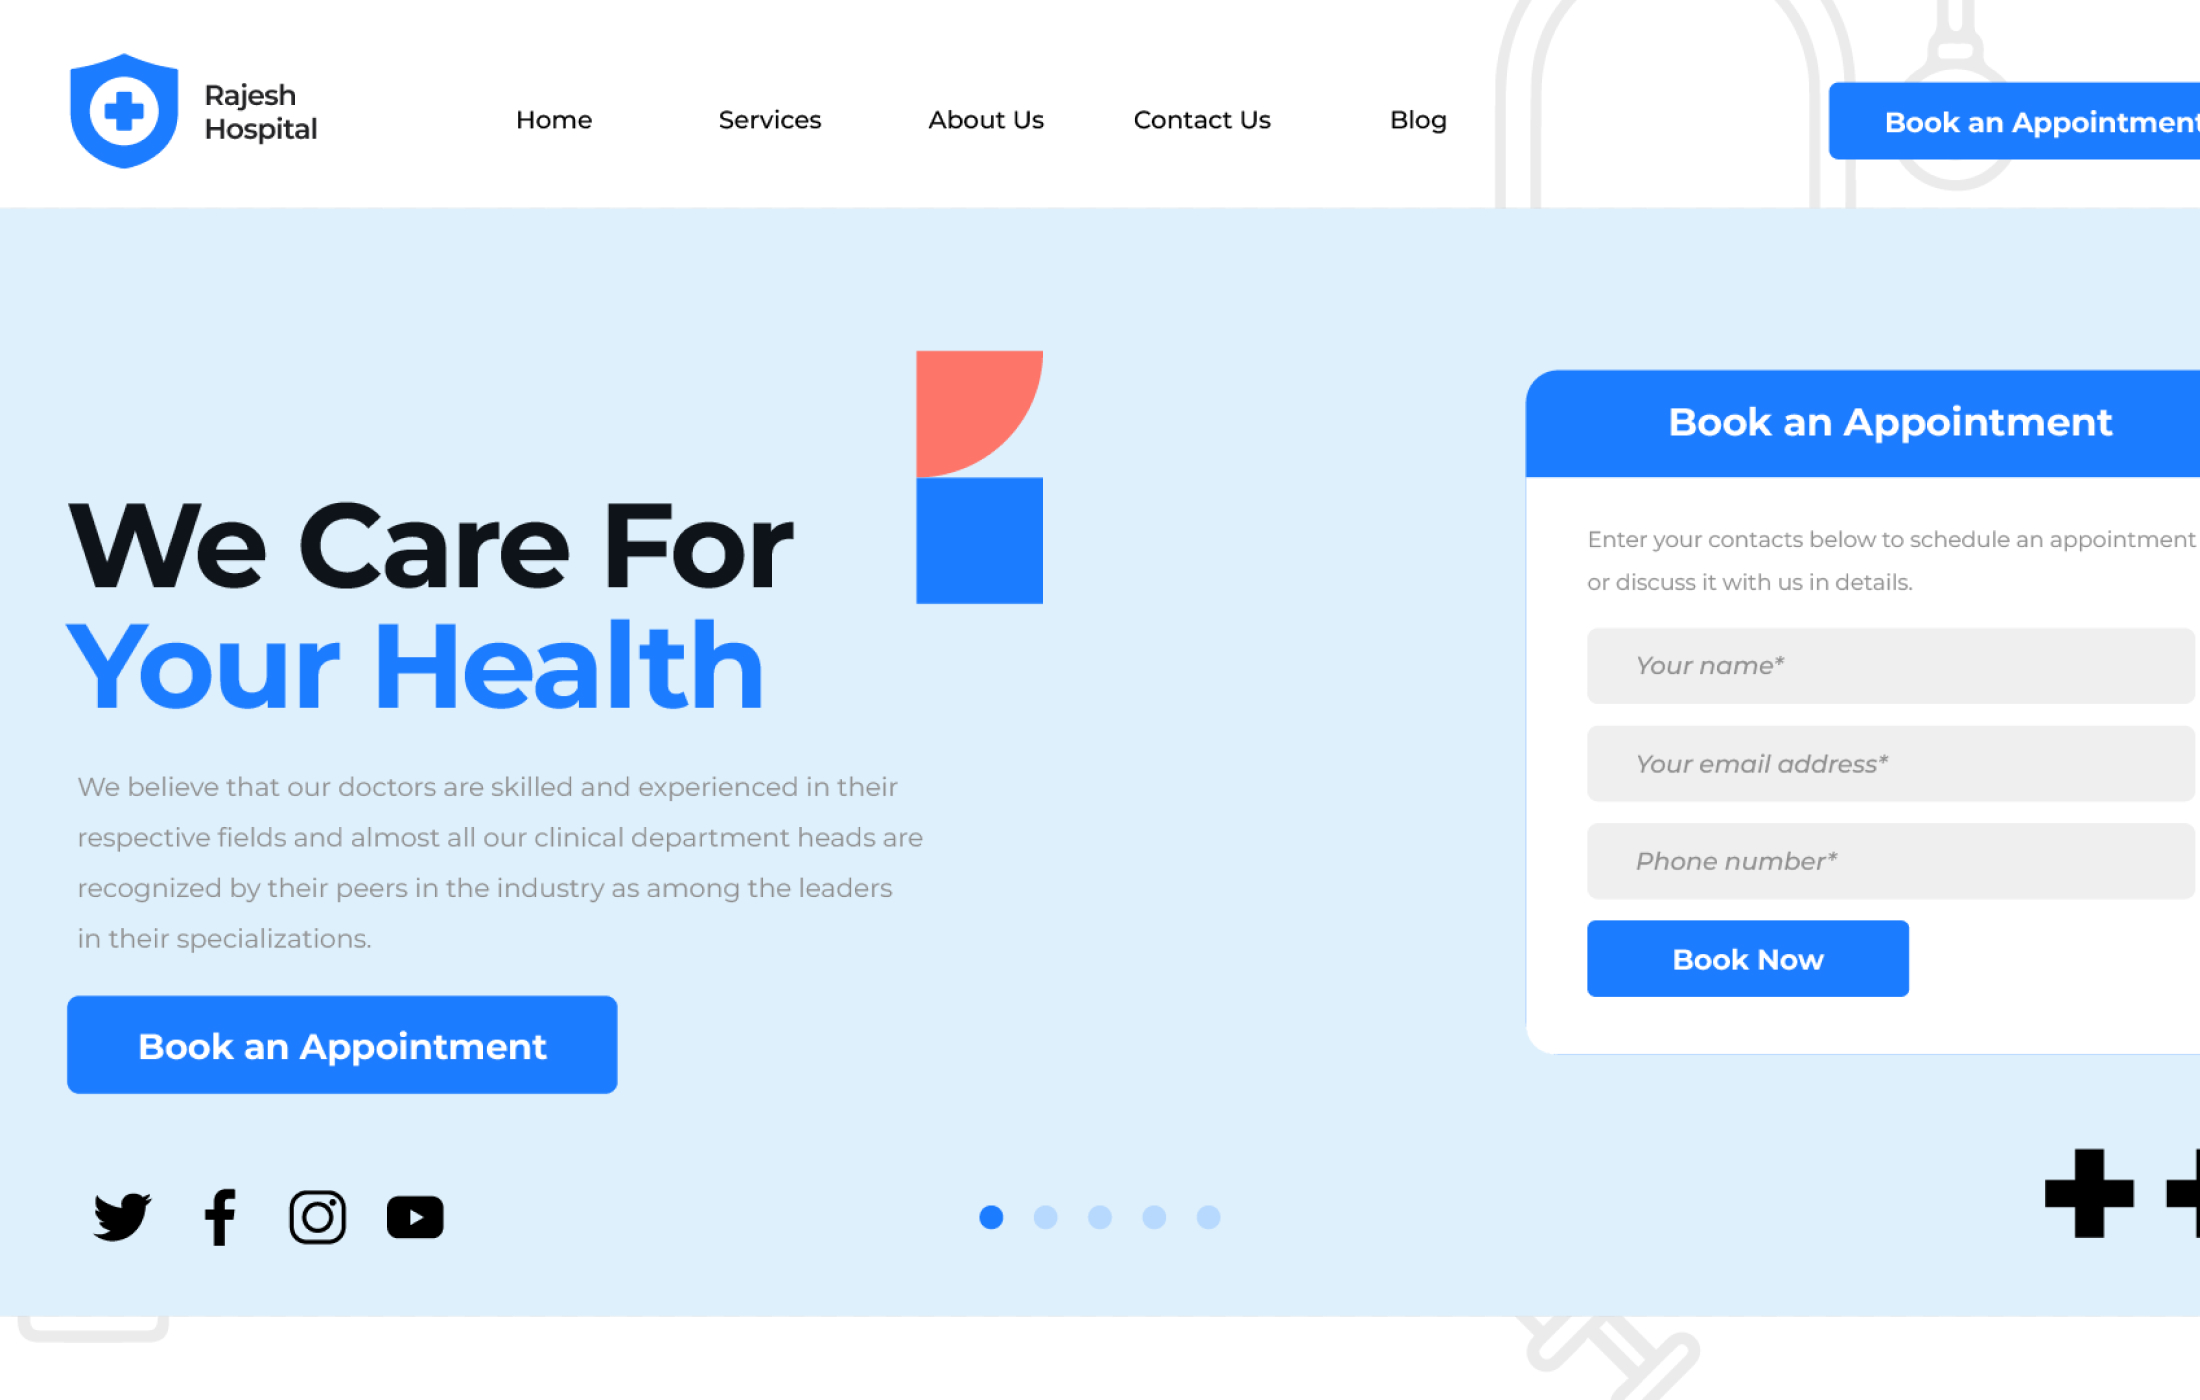 Rajesh
Hospital
Home
Services
About Us
Contact Us
Blog
Book an Appointment
We Care For
Your Health
We believe that our doctors are skilled and experienced in their
respective fields and almost all our clinical department heads are
recognized by their peers in the industry as among the leaders
in their specializations.
Book an Appointment
Book an Appointment
Enter your contacts below to schedule an appointment
or discuss it with us in details.
Your name*
Your email address*
Phone number*
Book Now